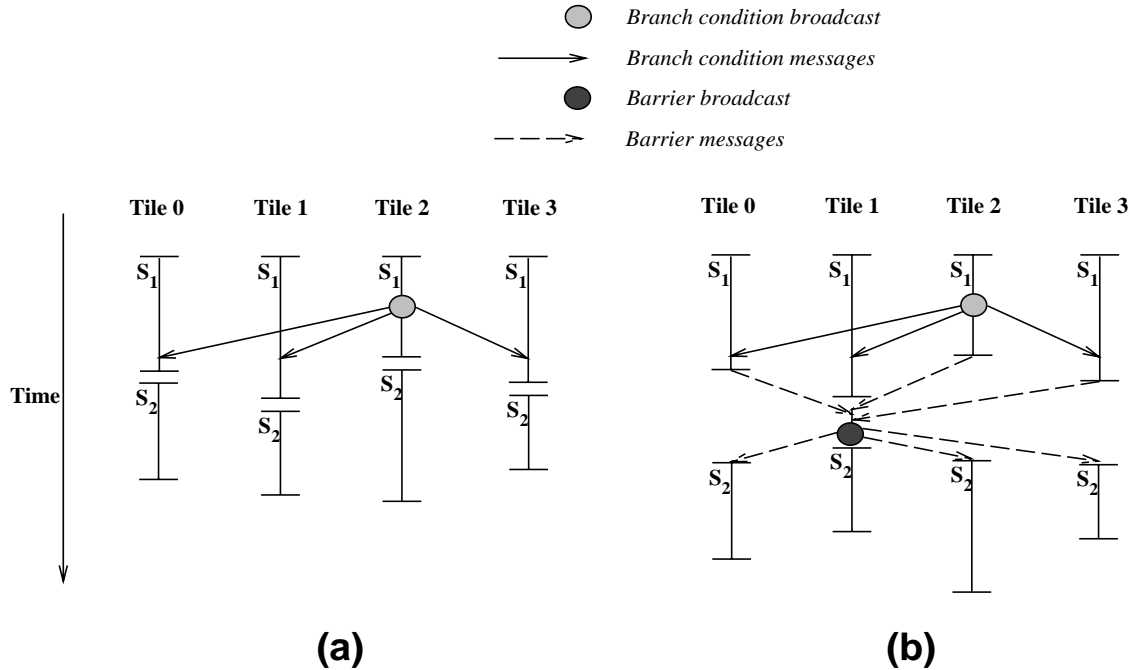 Branch condition broadcast
Branch condition messages
Barrier broadcast
Barrier messages
Tile 0 Tile 1 Tile 2 Tile 3 Tile 0 Tile 1 Tile 2 Tile 3
S1 S1 S1 S1 S1 S1 S1 S1
Time
S2 S2 S2 S2 S2 S2 S2 S2
(a) (b)